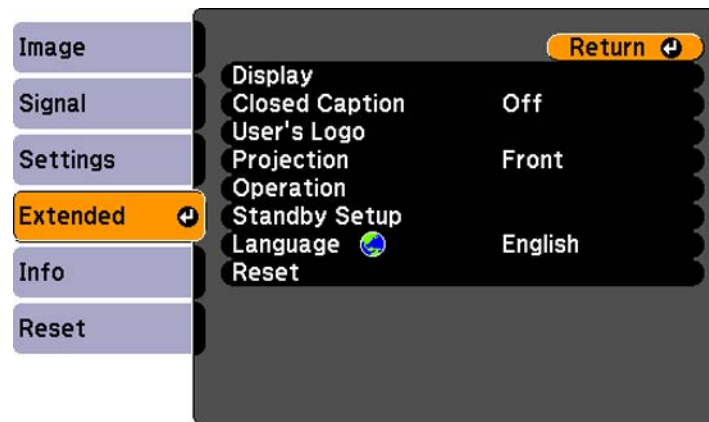 Image
Signal
Settings
Extended
Info
Reset
Return
Display
Closed Caption Off
User's Logo
Projection Front
Operation
Standby Setup
Language English
Reset